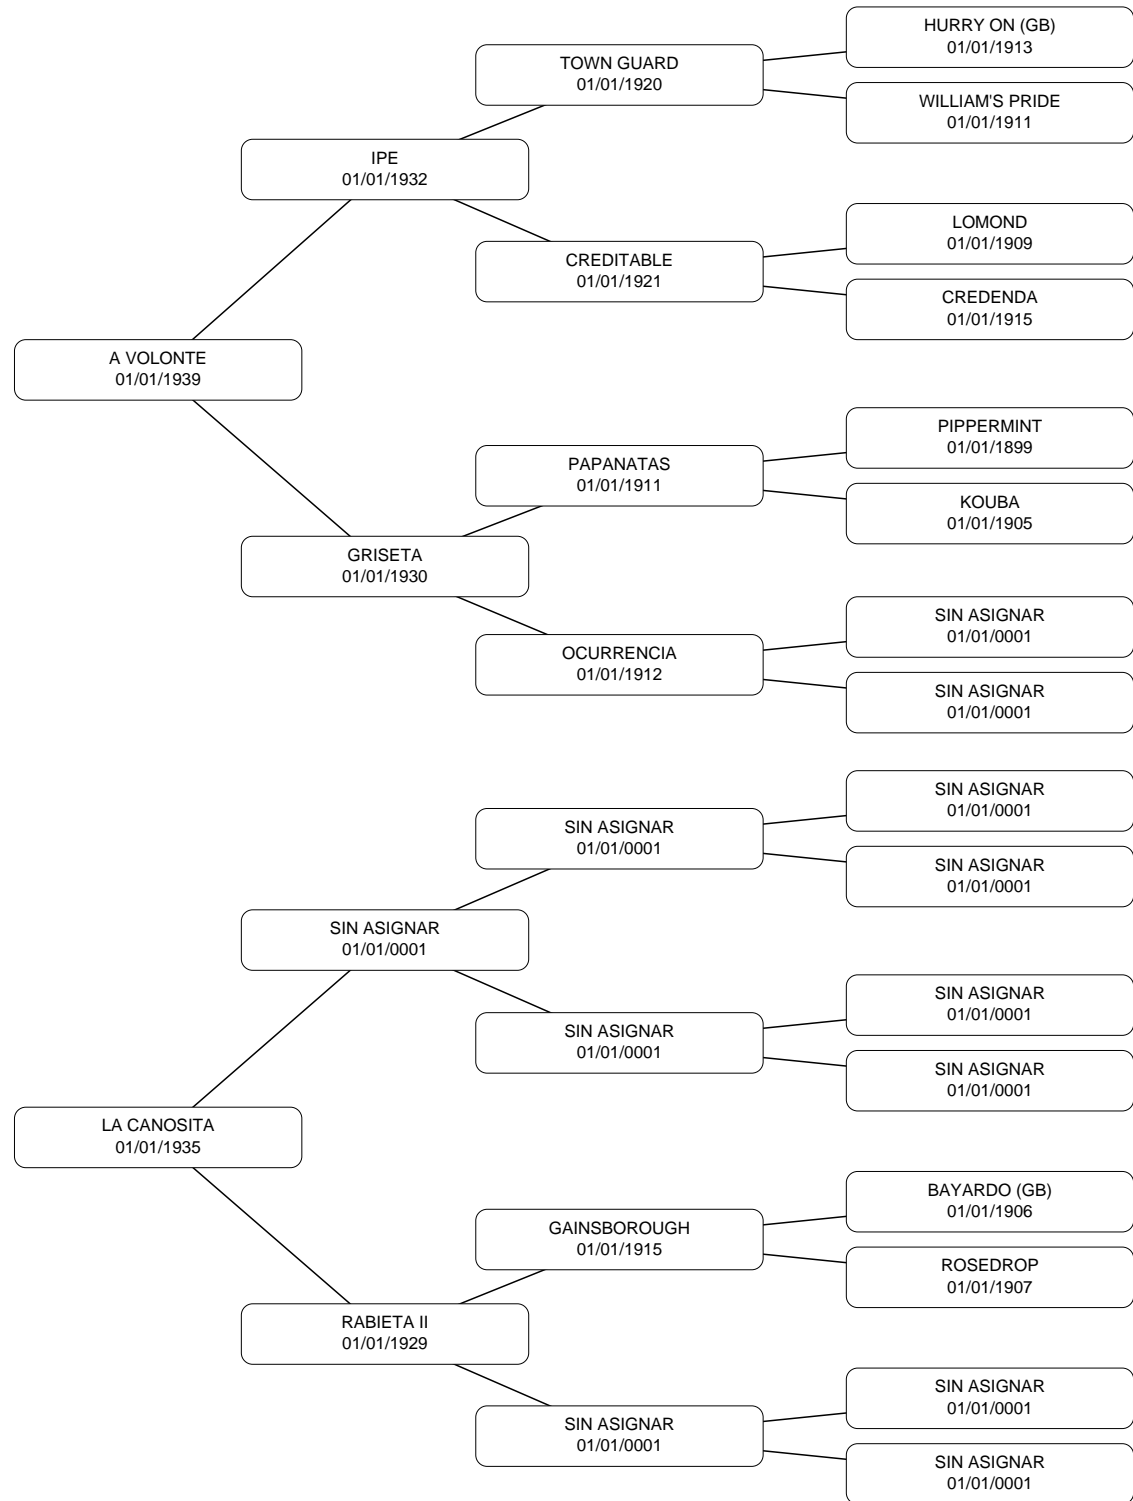 HURRY ON (GB)
01/01/1913
TOWN GUARD
01/01/1920
WILLIAM'S PRIDE
01/01/1911
IPE
01/01/1932
LOMOND
01/01/1909
CREDITABLE
01/01/1921
CREDENDA
01/01/1915
A VOLONTE
01/01/1939
PIPPERMINT
01/01/1899
PAPANATAS
01/01/1911
KOUBA
01/01/1905
GRISETA
01/01/1930
SIN ASIGNAR
01/01/0001
OCURRENCIA
01/01/1912
SIN ASIGNAR
01/01/0001
SIN ASIGNAR
01/01/0001
SIN ASIGNAR
01/01/0001
SIN ASIGNAR
01/01/0001
SIN ASIGNAR
01/01/0001
SIN ASIGNAR
01/01/0001
SIN ASIGNAR
01/01/0001
SIN ASIGNAR
01/01/0001
LA CANOSITA
01/01/1935
BAYARDO (GB)
01/01/1906
GAINSBOROUGH
01/01/1915
ROSEDROP
01/01/1907
RABIETA II
01/01/1929
SIN ASIGNAR
01/01/0001
SIN ASIGNAR
01/01/0001
SIN ASIGNAR
01/01/0001